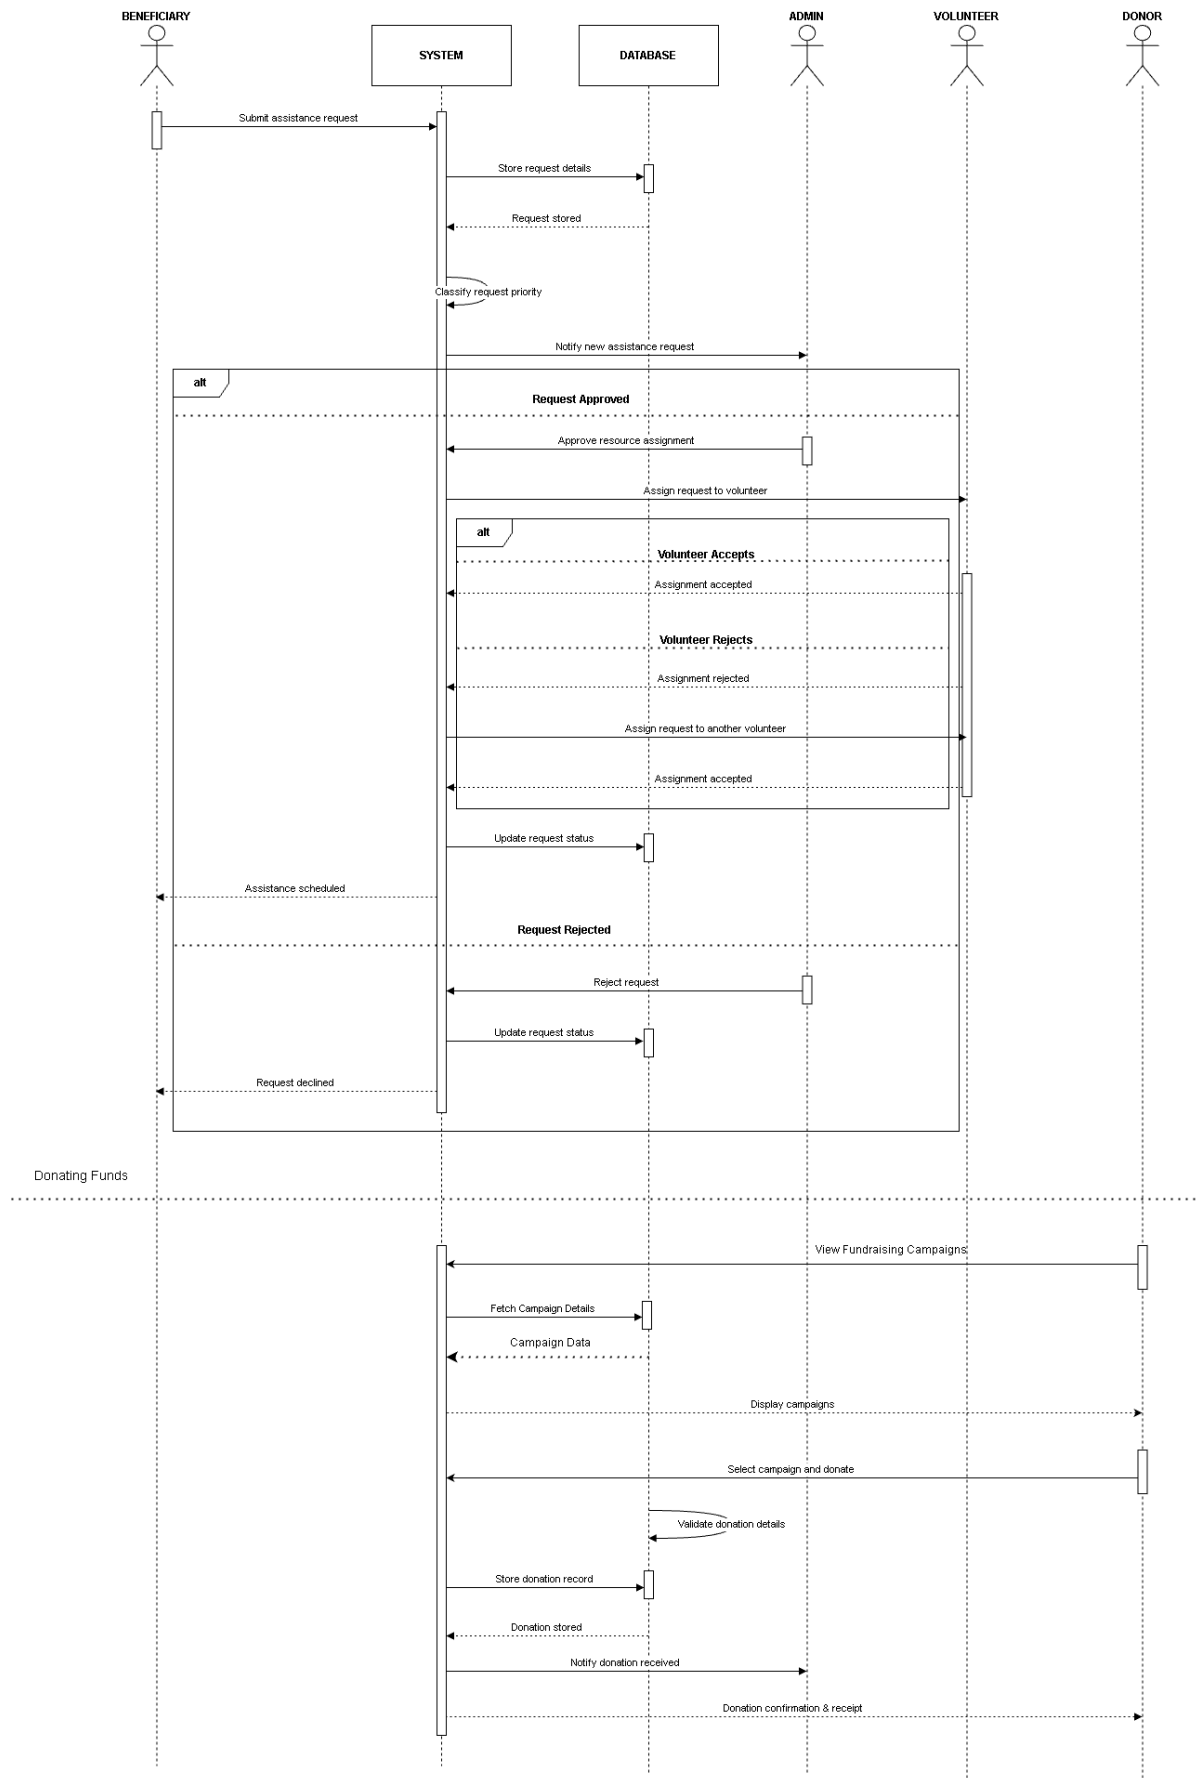 BENEFICIARY
SYSTEM
DATABASE
ADMIN
VOLUNTEER
DONOR
Submit assistance request
Store request details
Request stored
Classify request priority
Notify new assistance request
alt
Request Approved
Approve resource assignment
Assign request to volunteer
alt
Volunteer Accepts
Assignment accepted
Volunteer Rejects
Assignment rejected
Assign request to another volunteer
Assignment accepted
Update request status
Assistance scheduled
Request Rejected
Reject request
Update request status
Request declined
Donating Funds
View Fundraising Campaigns
Fetch Campaign Details
Campaign Data
Display campaigns
Select campaign and donate
Validate donation details
Store donation record
Donation stored
Notify donation received
Donation confirmation & receipt